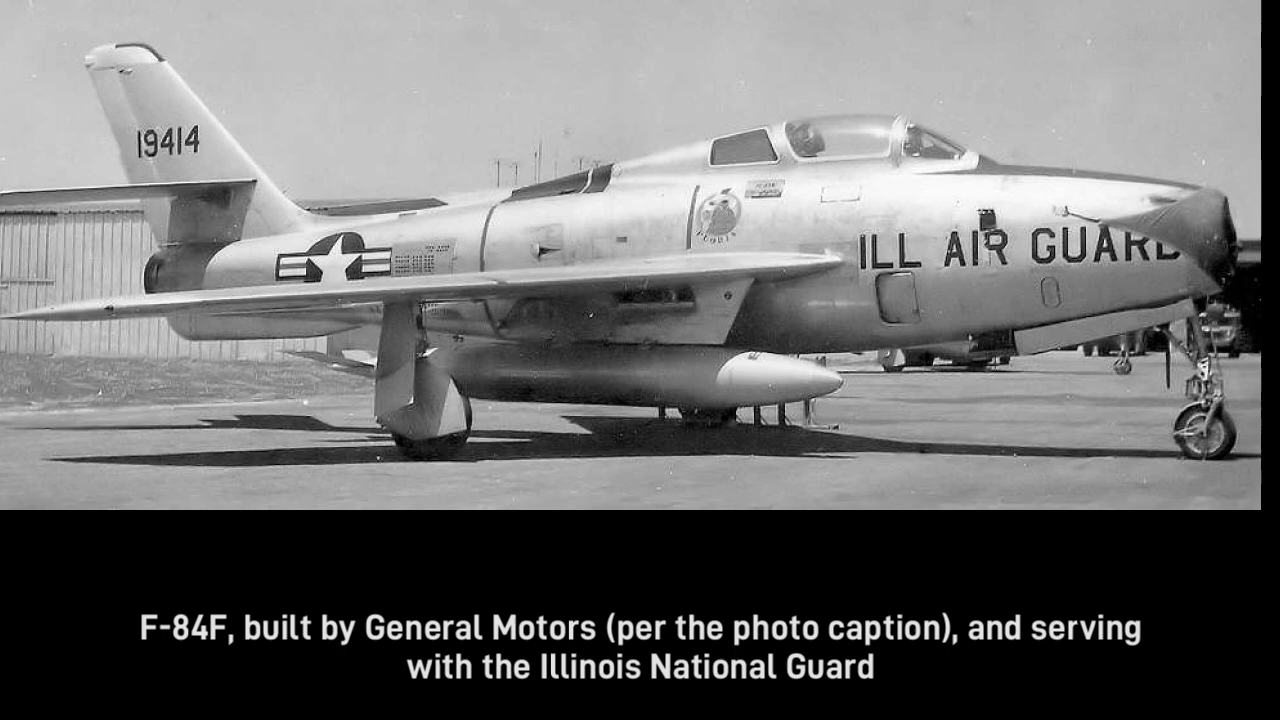 19414
ILL AIR GUARD
F-84F, built by General Motors (per the photo caption), and serving
with the Illinois National Guard